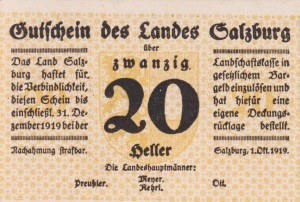 Gutschein des Landes Salzburg
über
zwanzig
Das Land Salz-
burg haftet für
die Verbindlichkeit,
diesen Schein bis
einschließl. 31. De-
zember 1919 bei der
Landschaftskasse in
gesetzlichem Bar-
geld einzulösen und
hat hiefür eine
eigene Deckungs-
rücklage bestellt.
20
Heller
Nachahmung strafbar.
Salzburg, 1. Okt. 1919.
Die Landeshauptmänner:
Preußler.
Meyer.
Rehrl.
Ott.